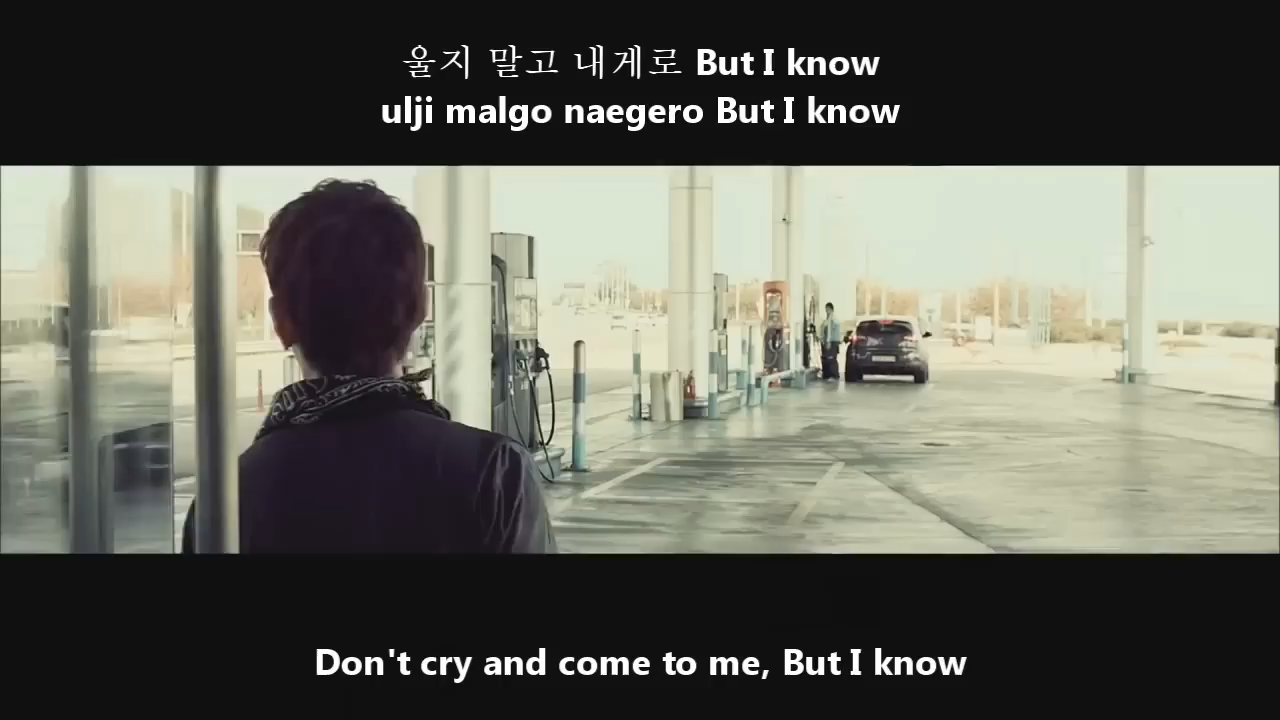 울지 말고 내게로 But I know
ulji malgo naegero But I know
Don't cry and come to me, But I know